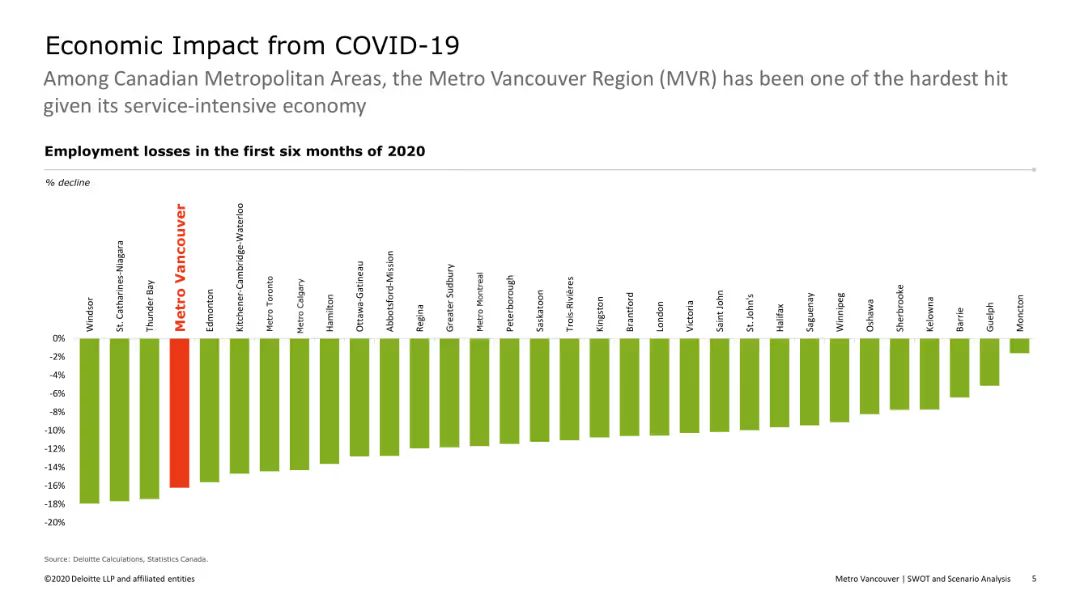 Economic Impact from COVID-19
Among Canadian Metropolitan Areas, the Metro Vancouver Region (MVR) has been one of the hardest hit
given its service-intensive economy
Employment losses in the first six months of 2020
% decline
Windsor
St. Catharines-Niagara
Thunder Bay
Metro Vancouver
Edmonton
Kitchener-Cambridge-Waterloo
Metro Toronto
Metro Calgary
Hamilton
Ottawa-Gatineau
Abbotsford-Mission
Regina
Greater Sudbury
Metro Montreal
Peterborough
Saskatoon
Trois-Rivières
Kingston
Brantford
London
Victoria
Saint John
St. John's
Halifax
Saguenay
Winnipeg
Oshawa
Sherbrooke
Kelowna
Barrie
Guelph
Moncton
0%
-2%
-4%
-6%
-8%
-10%
-12%
-14%
-16%
-18%
-20%
Source: Deloitte Calculations, Statistics Canada.
©2020 Deloitte LLP and affiliated entities
Metro Vancouver | SWOT and Scenario Analysis 5